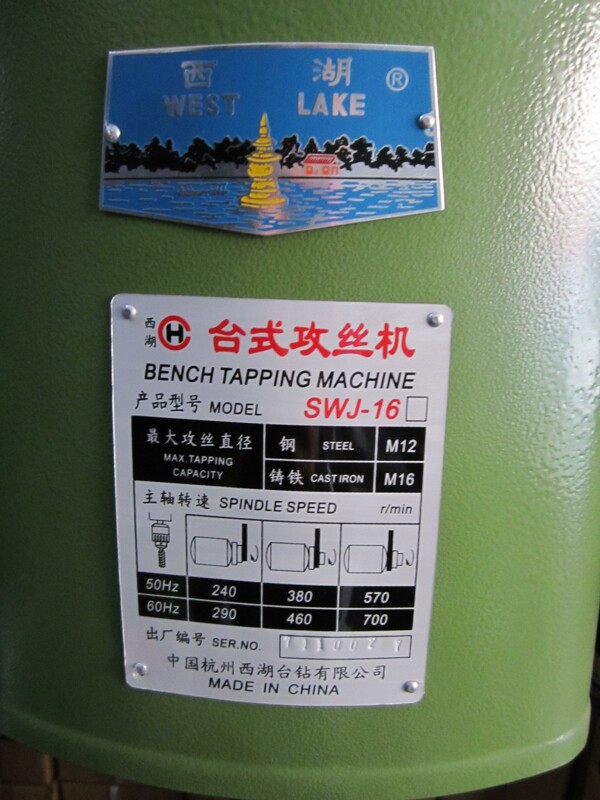 西 湖 ®
WEST LAKE
西湖 台式攻丝机
BENCH TAPPING MACHINE
产品型号 MODEL SWJ-16
最大攻丝直径 钢 STEEL M12
MAX.TAPPING
CAPACITY 铸铁 CAST IRON M16
主轴转速 SPINDLE SPEED r/min
50Hz 240 380 570
60Hz 290 460 700
出厂编号 SER.NO.
中国杭州西湖台钻有限公司
MADE IN CHINA